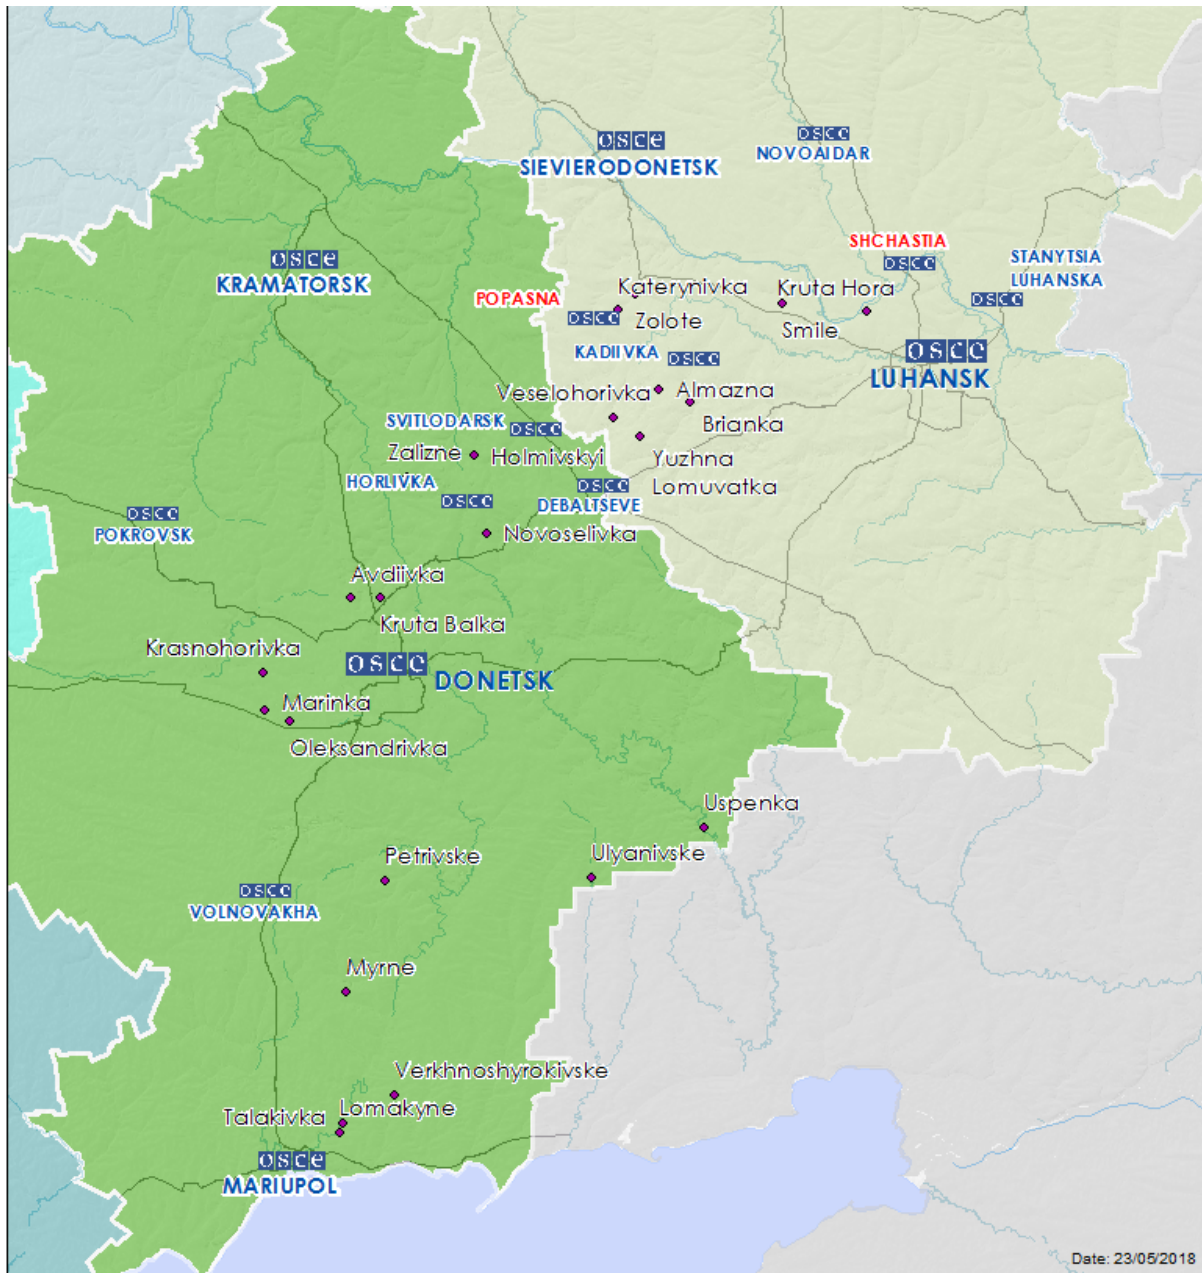 OSCE
SIEVIERODONETSK
OSCE
NOVOAIDAR
SHCHASTIA
OSCE
STANYTSIA
LUHANSKA
OSCE
OSCE
KRAMATORSK
POPASNA
OSCE
Katerynivka
Zolote
Kruta Hora
Smile
KADIIVKA
OSCE
OSCE
LUHANSK
Veselohorivka
Almazna
Brianka
SVITLODARSK
OSCE
Zalizne
Holmivskyi
Yuzhna
Lomuvatka
HORLIVKA
OSCE
OSCE
DEBALTSEVE
OSCE
POKROVSK
Novoselivka
Avdiivka
Kruta Balka
Krasnohorivka
OSCE
DONETSK
Marinka
Oleksandrivka
Uspenka
Petrivske
Ulyanivske
OSCE
VOLNOVAKHA
Myrne
Verkhnoshyrokivske
Lomakyne
Talakivka
OSCE
MARIUPOL
Date: 23/05/2018